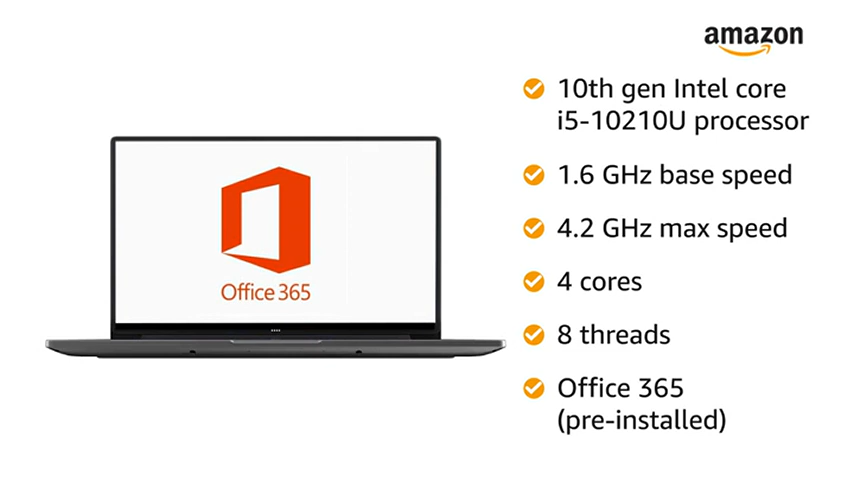 amazon
10th gen Intel core
i5-10210U processor
1.6 GHz base speed
4.2 GHz max speed
4 cores
8 threads
Office 365
(pre-installed)
Office 365